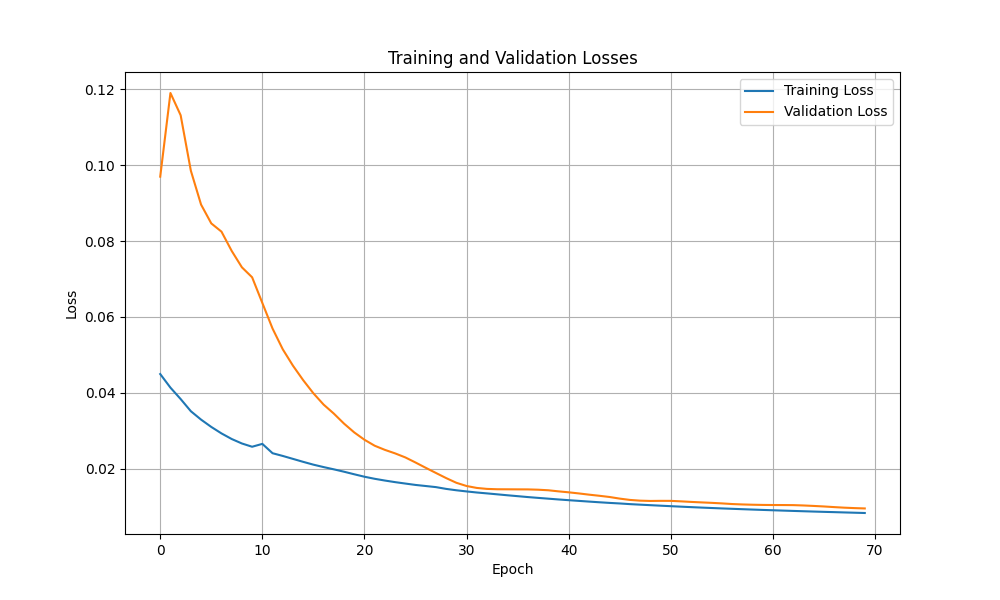 Training and Validation Losses
Training Loss
Validation Loss
0.12
0.10
0.08
0.06
0.04
0.02
Loss
0 10 20 30 40 50 60 70
Epoch